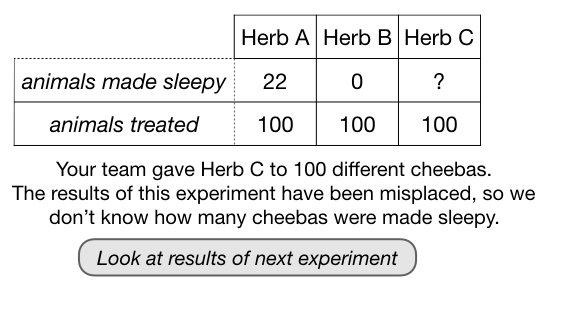 Herb A Herb B Herb C
animals made sleepy 22 0 ?
animals treated 100 100 100
Your team gave Herb C to 100 different cheebas.
The results of this experiment have been misplaced, so we
don’t know how many cheebas were made sleepy.
Look at results of next experiment